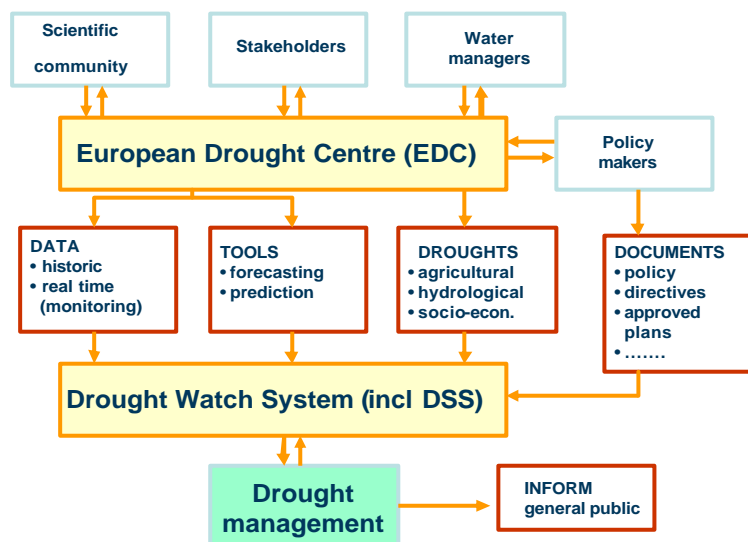 Scientific
community
Stakeholders
Water
managers
European Drought Centre (EDC)
Policy
makers
DATA
• historic
• real time
(monitoring)
TOOLS
• forecasting
• prediction
DROUGHTS
• agricultural
• hydrological
• socio-econ.
DOCUMENTS
• policy
• directives
• approved
plans
• .......
Drought Watch System (incl DSS)
Drought
management
INFORM
general public